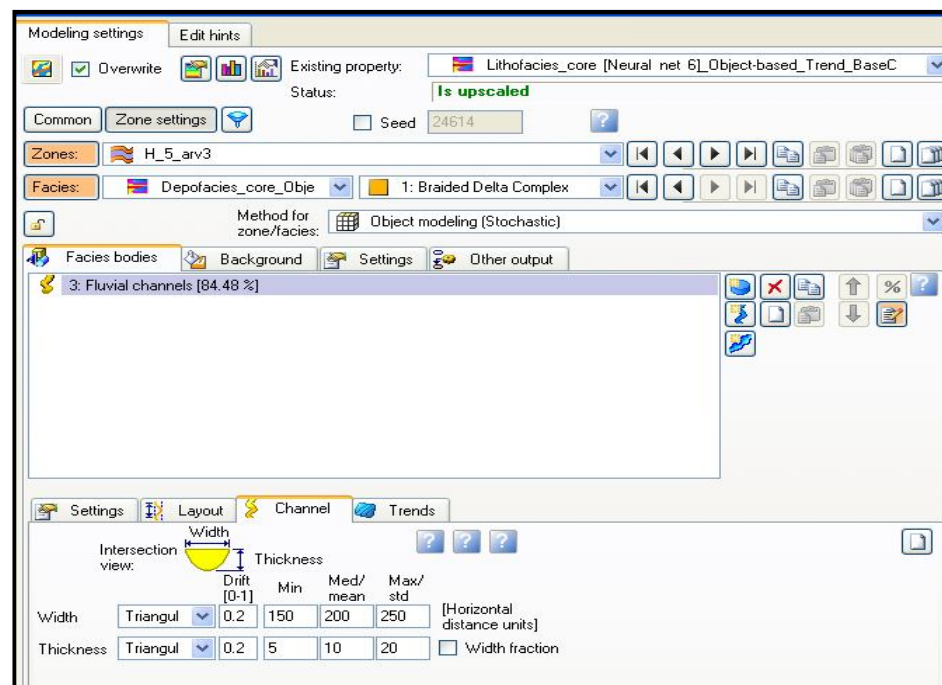 Modeling settings Edit hints
Overwrite Existing property: Lithofacies_core [Neural net 6]_Object-based_Trend_BaseC
Status: Is upscaled
Common Zone settings Seed 24614 ?
Zones: H_5_arv3
Facies: Depofacies_core_Obje 1: Braided Delta Complex
Method for
zone/facies: Object modeling (Stochastic)
Facies bodies Background Settings Other output
3: Fluvial channels [84.48 %] % ?
Settings Layout Channel Trends
Width
Intersection
view: Thickness ? ? ?
Drift
[0-1] Min Med/
mean Max/
std
Width Triangul 0.2 150 200 250 [Horizontal
distance units]
Thickness Triangul 0.2 5 10 20 Width fraction